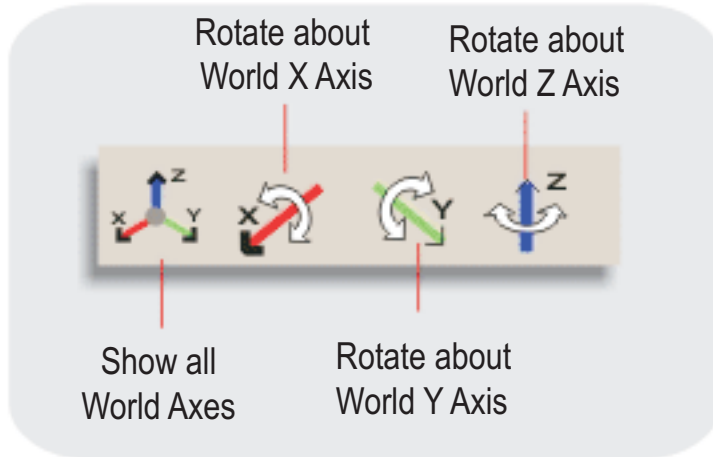 Rotate about
World X Axis
Rotate about
World Z Axis
Z
X
Y
X
Y
Z
Show all
World Axes
Rotate about
World Y Axis